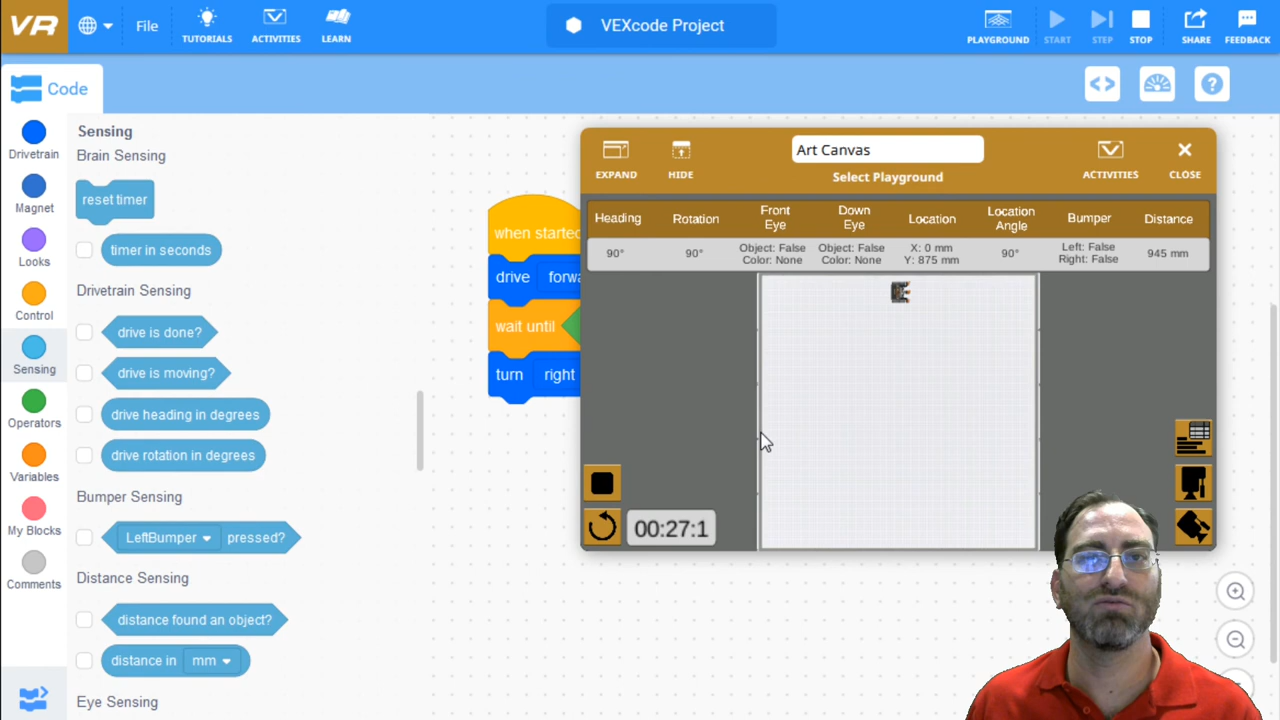 VR
File
TUTORIALS
ACTIVITIES
LEARN
VEXcode Project
PLAYGROUND
START
STEP
STOP
SHARE
FEEDBACK
Code
Drivetrain
Magnet
Looks
Control
Sensing
Operators
Variables
My Blocks
Comments
Sensing
Brain Sensing
reset timer
timer in seconds
Drivetrain Sensing
drive is done?
drive is moving?
drive heading in degrees
drive rotation in degrees
Bumper Sensing
LeftBumper pressed?
Distance Sensing
distance found an object?
distance in mm
Eye Sensing
when started
drive forwa
wait until
turn right
EXPAND
HIDE
Art Canvas
Select Playground
ACTIVITIES
CLOSE
Heading Rotation Front Eye Down Eye Location Location Angle Bumper Distance
90° 90° Object: False Color: None Object: False Color: None X: 0 mm Y: 875 mm 90° Left: False Right: False 945 mm
00:27:1